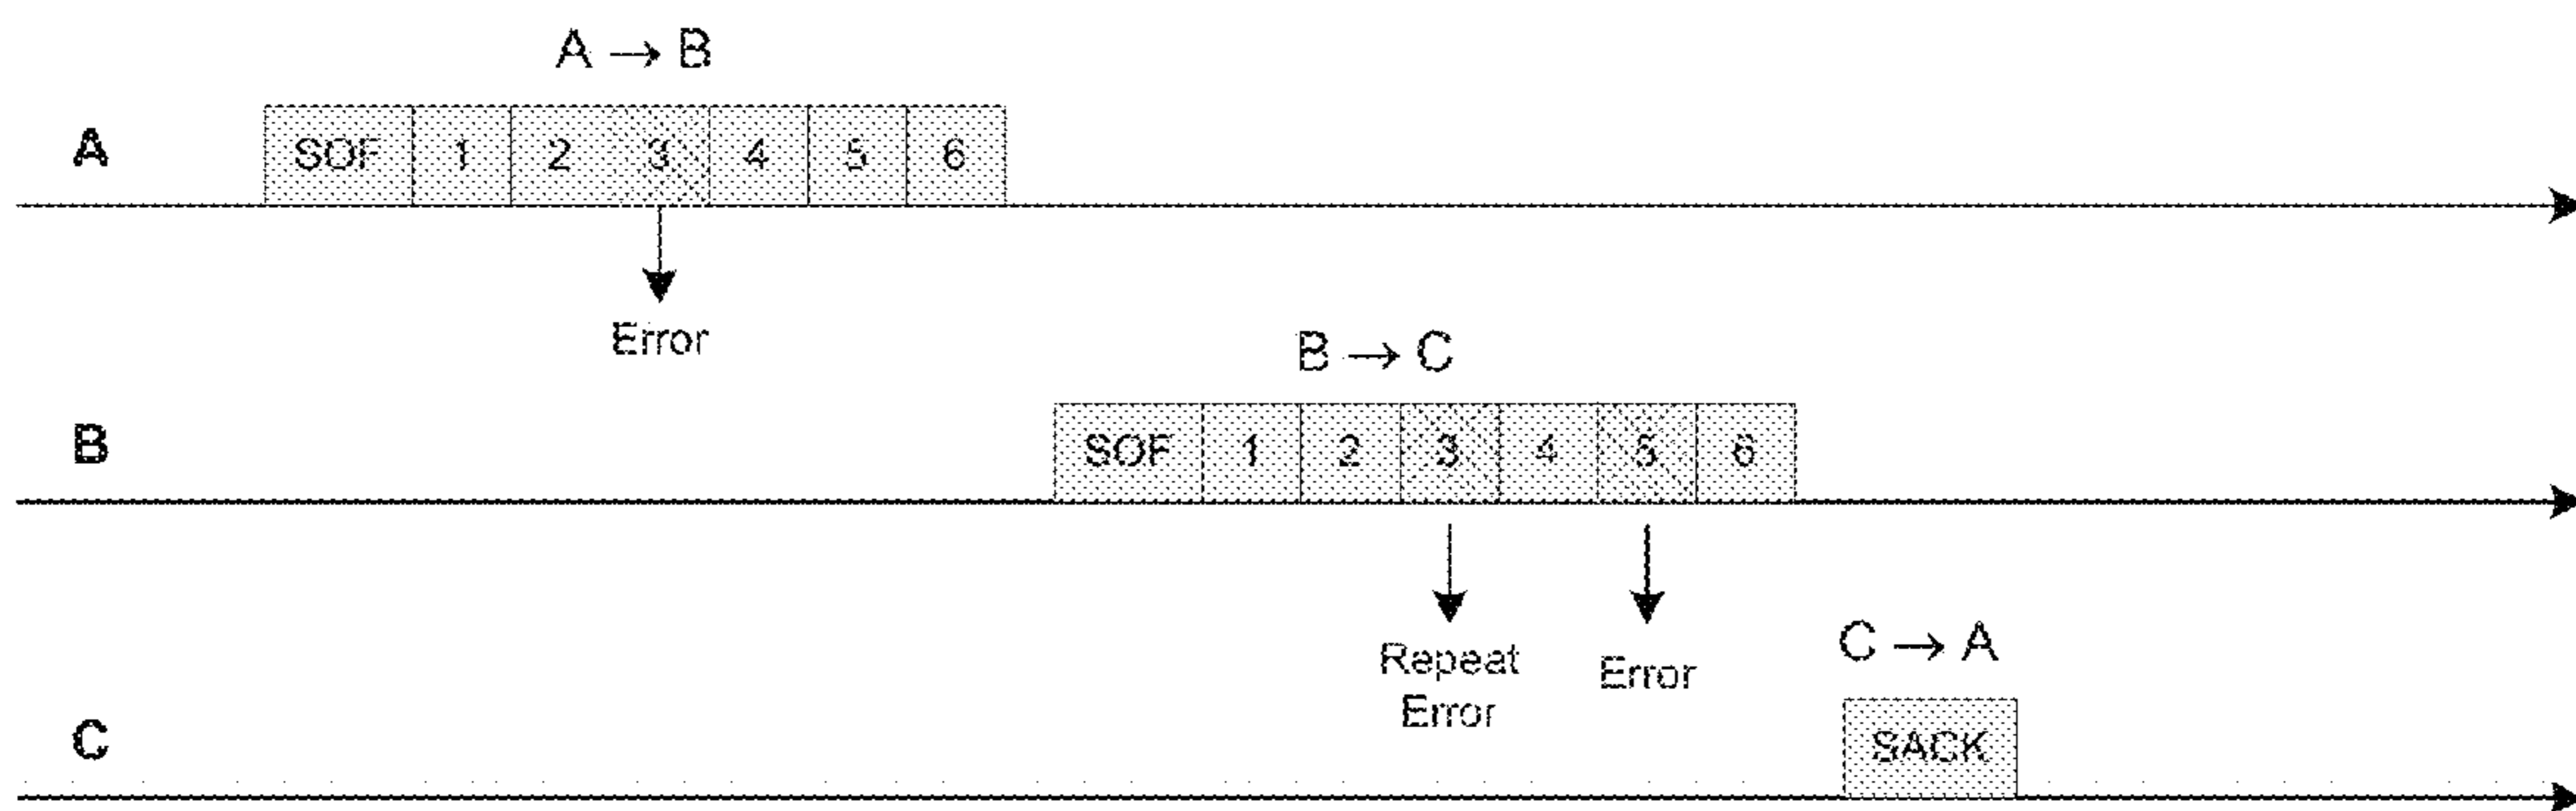 A → B
A
SOF 1 2 3 4 5 6
Error
B → C
B
SOF 1 2 3 4 5 6
Repeat
Error
Error
C → A
C
SACK